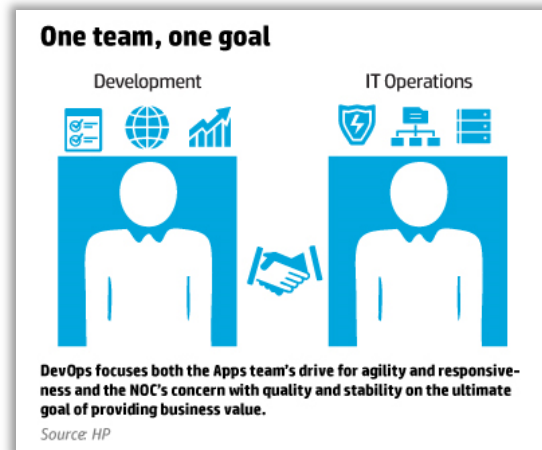 One team, one goal
Development
IT Operations
DevOps focuses both the Apps team's drive for agility and responsive-
ness and the NOC's concern with quality and stability on the ultimate
goal of providing business value.
Source: HP